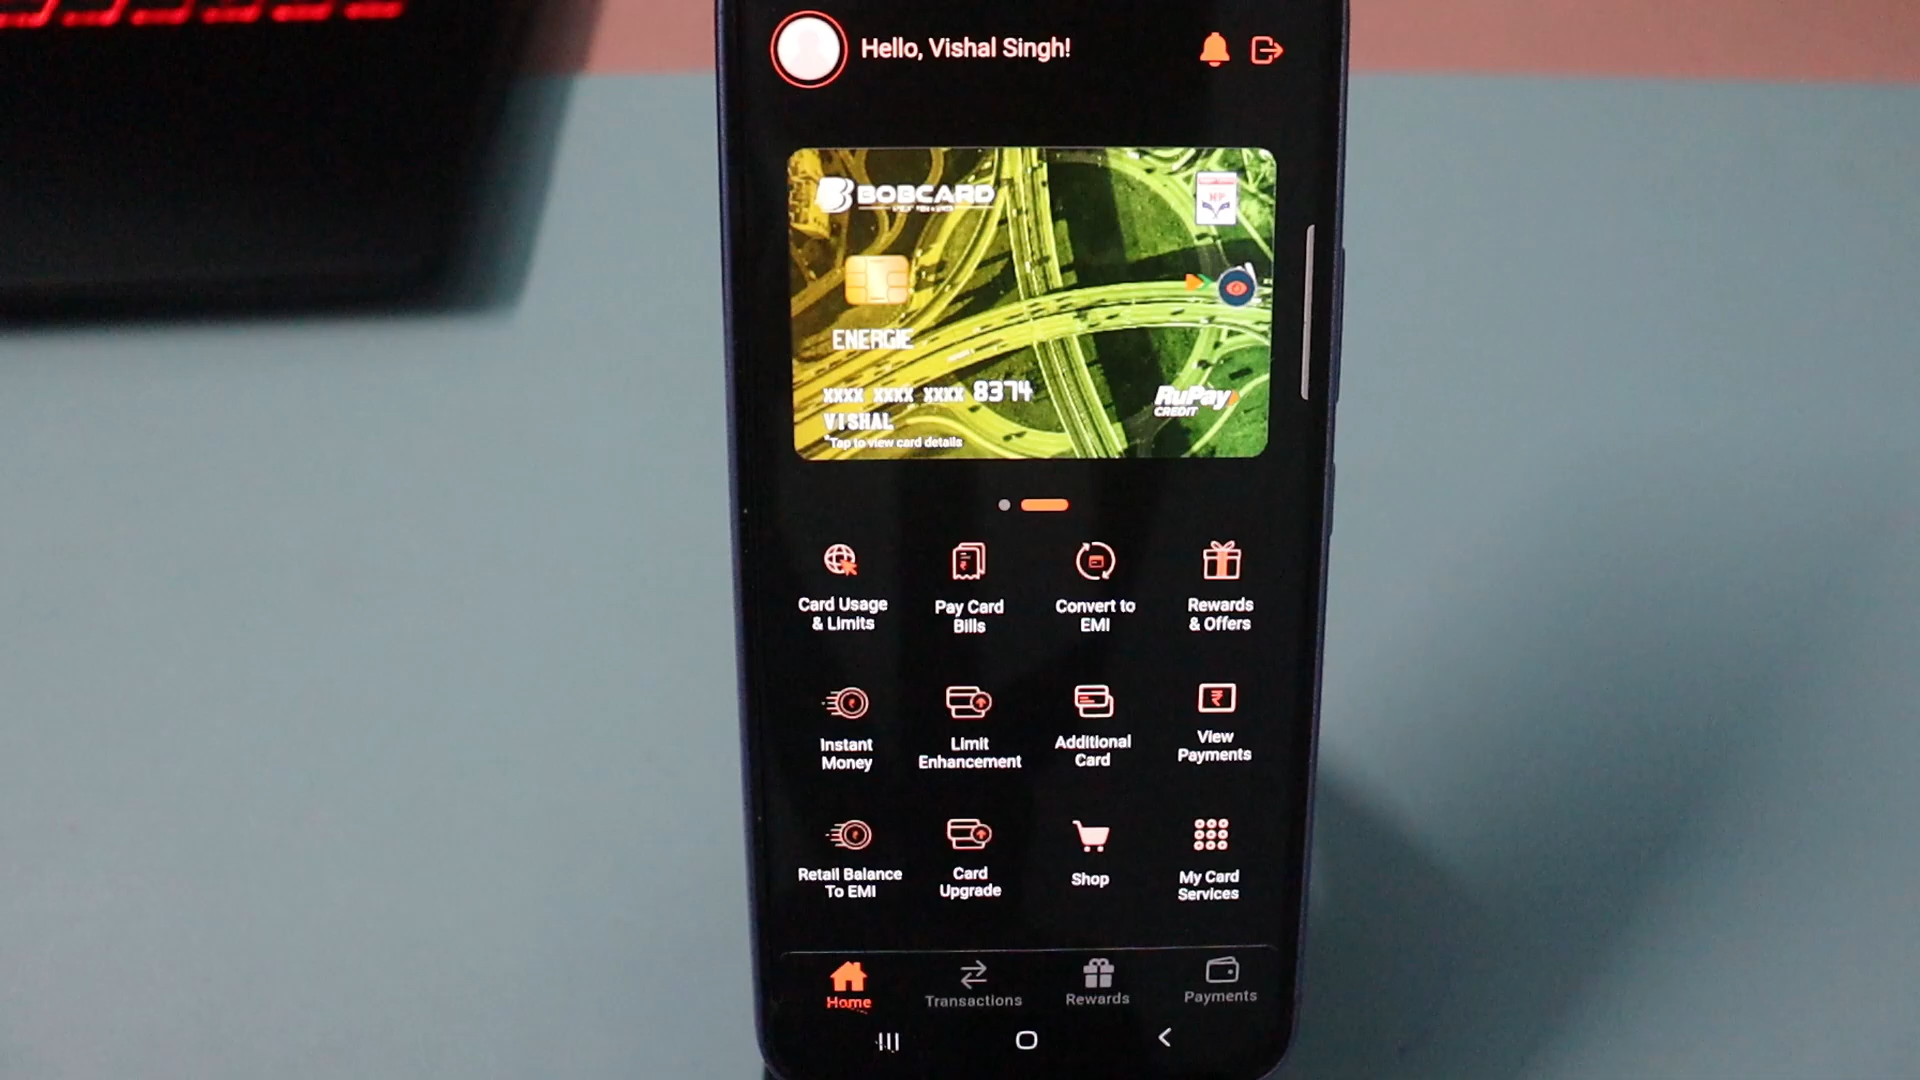 Hello, Vishal Singh!
BOBCARD
HP
ENERGIE
XXXX XXXX XXXX 8374
VISHAL
*Tap to view card details
RuPay
CREDIT
Card Usage
& Limits
Pay Card
Bills
Convert to
EMI
Rewards
& Offers
Instant
Money
Limit
Enhancement
Additional
Card
View
Payments
Retail Balance
To EMI
Card
Upgrade
Shop
My Card
Services
Home
Transactions
Rewards
Payments